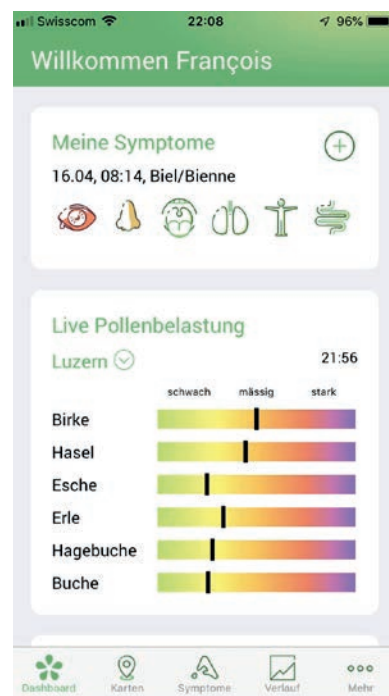 Swisscom 22:08 96%
Willkommen François
Meine Symptome
16.04, 08:14, Biel/Bienne
Live Pollenbelastung
Luzern 21:56
schwach mässig stark
Birke
Hasel
Esche
Erle
Hagebuche
Buche
Dashboard Karten Symptome Verlauf Mehr